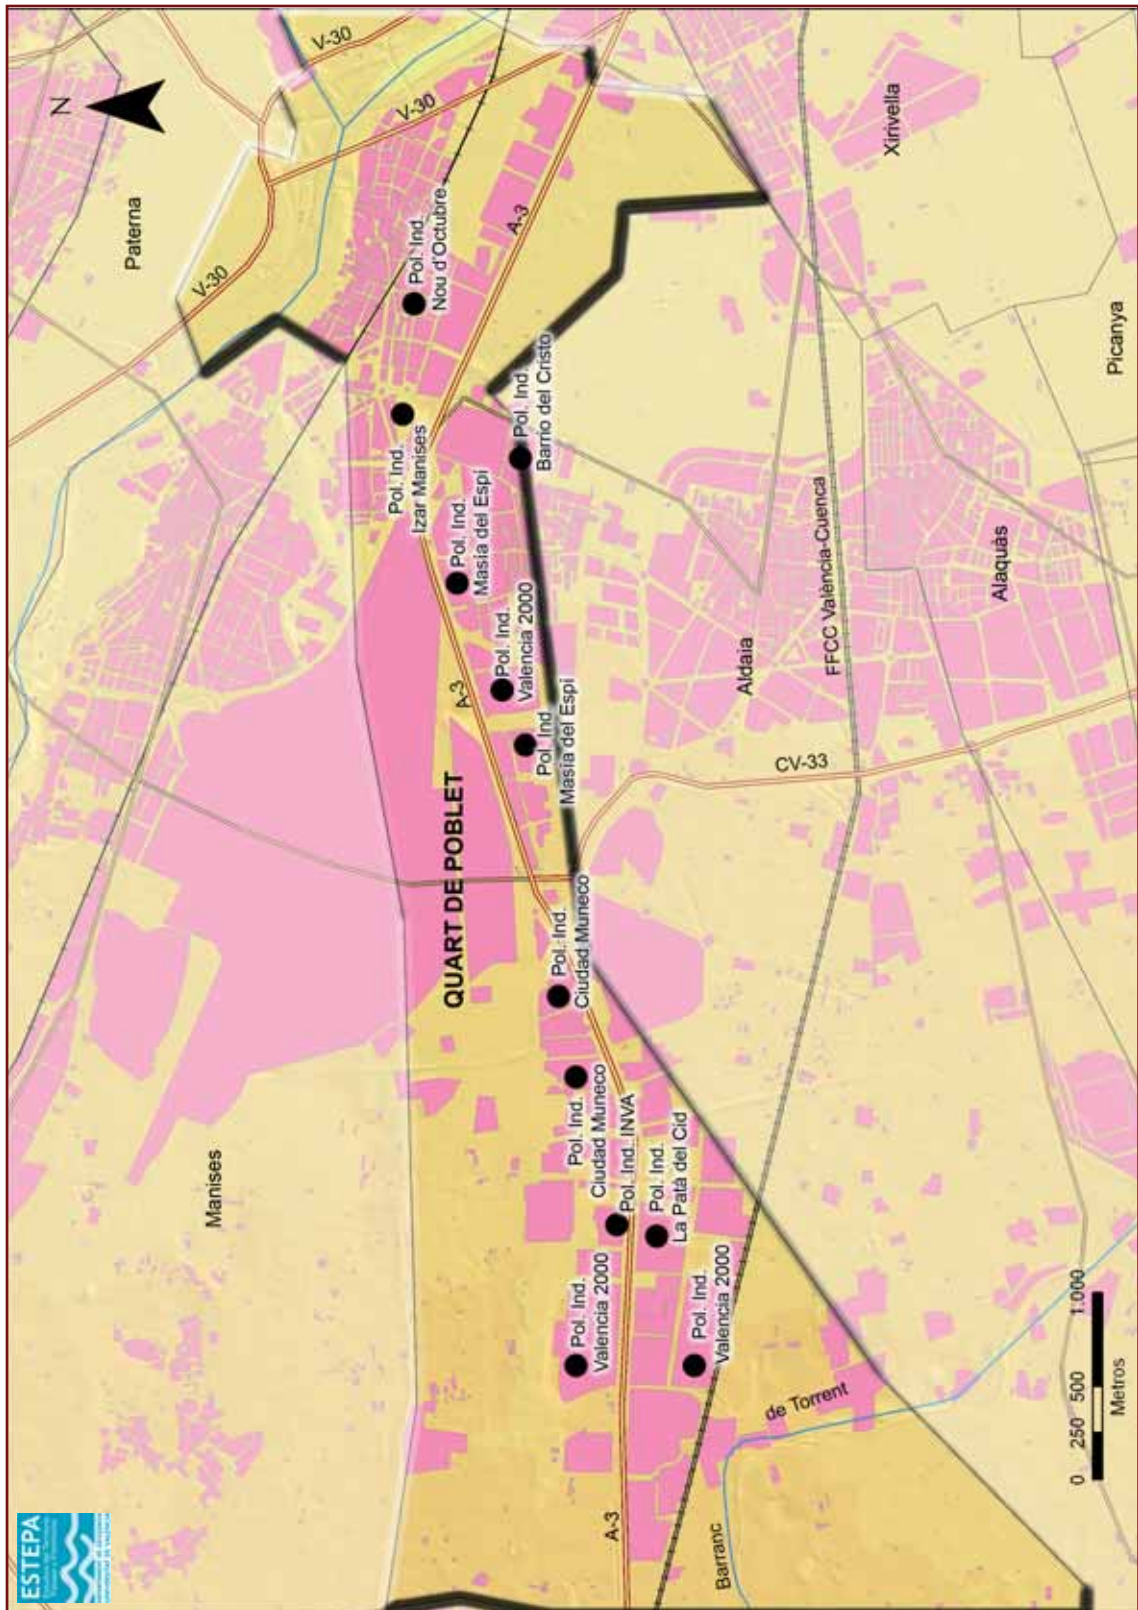 ESTEPA
N
V-30
V-30
V-30
Paterna
Manises
QUART DE POBLET
Pol. Ind.
Nou d'Octubre
Pol. Ind.
Izar Manises
A-3
Pol. Ind.
Barrio del Cristo
Pol. Ind.
Masia del Espi
Pol. Ind.
Valencia 2000
A-3
Pol. Ind
Masia del Espi
Pol. Ind.
Ciudad Muneco
Pol. Ind.
Ciudad Muneco
Pol. Ind. INVA
Pol. Ind.
La Patà del Cid
Pol. Ind.
Valencia 2000
Pol. Ind.
Valencia 2000
A-3
Xirivella
Picanya
Aldaia
FFCC València-Cuenca
Alaquàs
CV-33
Barranc
de Torrent
0 250 500 1.000
Metros